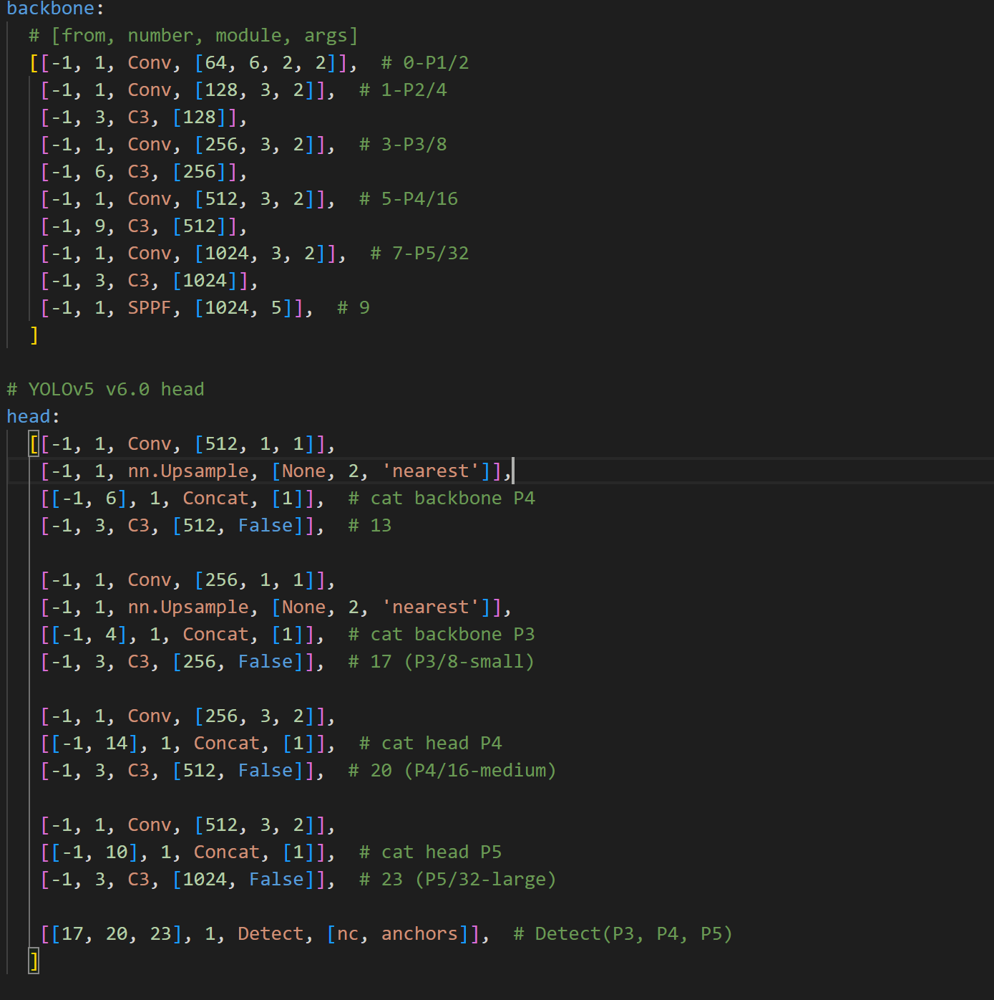 backbone:
  # [from, number, module, args]
  [[-1, 1, Conv, [64, 6, 2, 2]],  # 0-P1/2
   [-1, 1, Conv, [128, 3, 2]],  # 1-P2/4
   [-1, 3, C3, [128]],
   [-1, 1, Conv, [256, 3, 2]],  # 3-P3/8
   [-1, 6, C3, [256]],
   [-1, 1, Conv, [512, 3, 2]],  # 5-P4/16
   [-1, 9, C3, [512]],
   [-1, 1, Conv, [1024, 3, 2]],  # 7-P5/32
   [-1, 3, C3, [1024]],
   [-1, 1, SPPF, [1024, 5]],  # 9
  ]

# YOLOv5 v6.0 head
head:
  [[-1, 1, Conv, [512, 1, 1]],
   [-1, 1, nn.Upsample, [None, 2, 'nearest']],
   [[-1, 6], 1, Concat, [1]],  # cat backbone P4
   [-1, 3, C3, [512, False]],  # 13

   [-1, 1, Conv, [256, 1, 1]],
   [-1, 1, nn.Upsample, [None, 2, 'nearest']],
   [[-1, 4], 1, Concat, [1]],  # cat backbone P3
   [-1, 3, C3, [256, False]],  # 17 (P3/8-small)

   [-1, 1, Conv, [256, 3, 2]],
   [[-1, 14], 1, Concat, [1]],  # cat head P4
   [-1, 3, C3, [512, False]],  # 20 (P4/16-medium)

   [-1, 1, Conv, [512, 3, 2]],
   [[-1, 10], 1, Concat, [1]],  # cat head P5
   [-1, 3, C3, [1024, False]],  # 23 (P5/32-large)

   [[17, 20, 23], 1, Detect, [nc, anchors]],  # Detect(P3, P4, P5)
  ]